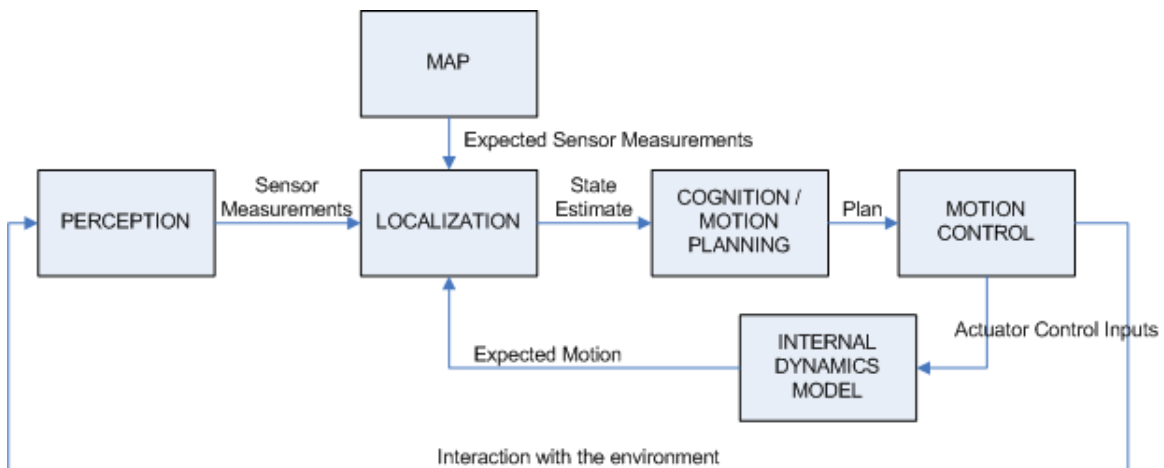 MAP
Expected Sensor Measurements
PERCEPTION
Sensor
Measurements
LOCALIZATION
State
Estimate
COGNITION /
MOTION
PLANNING
Plan
MOTION
CONTROL
Actuator Control Inputs
INTERNAL
DYNAMICS
MODEL
Expected Motion
Interaction with the environment